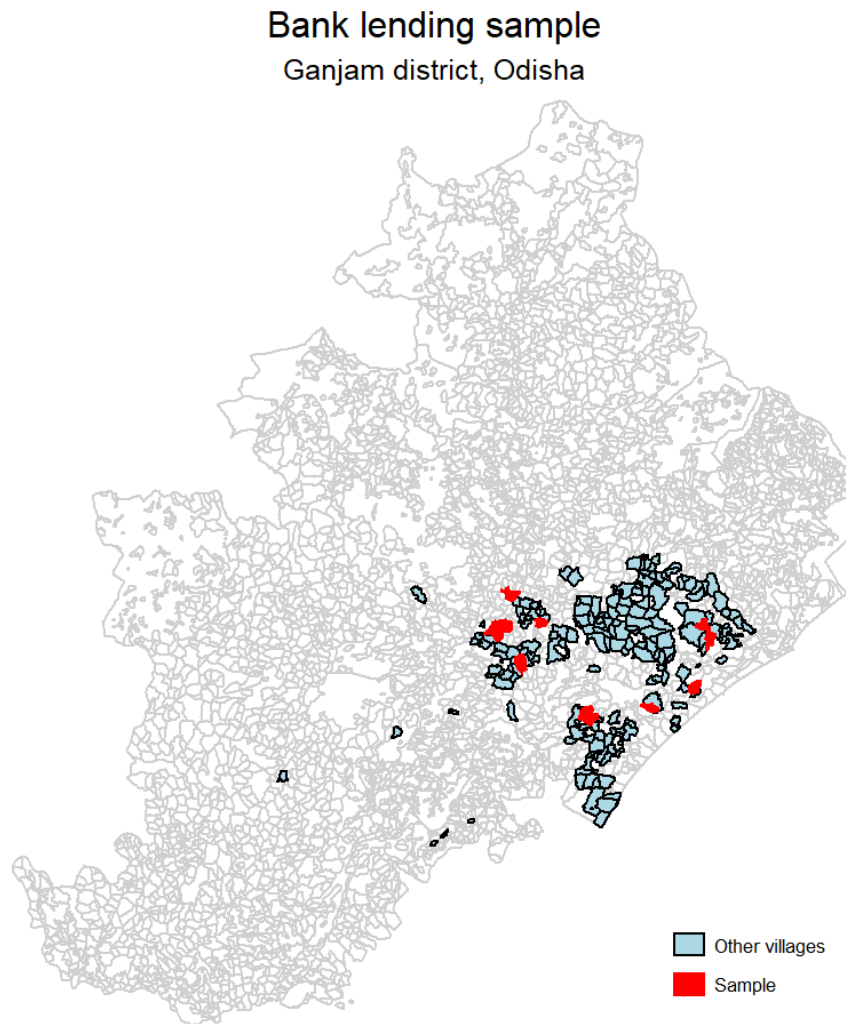 Bank lending sample
Ganjam district, Odisha
Other villages
Sample